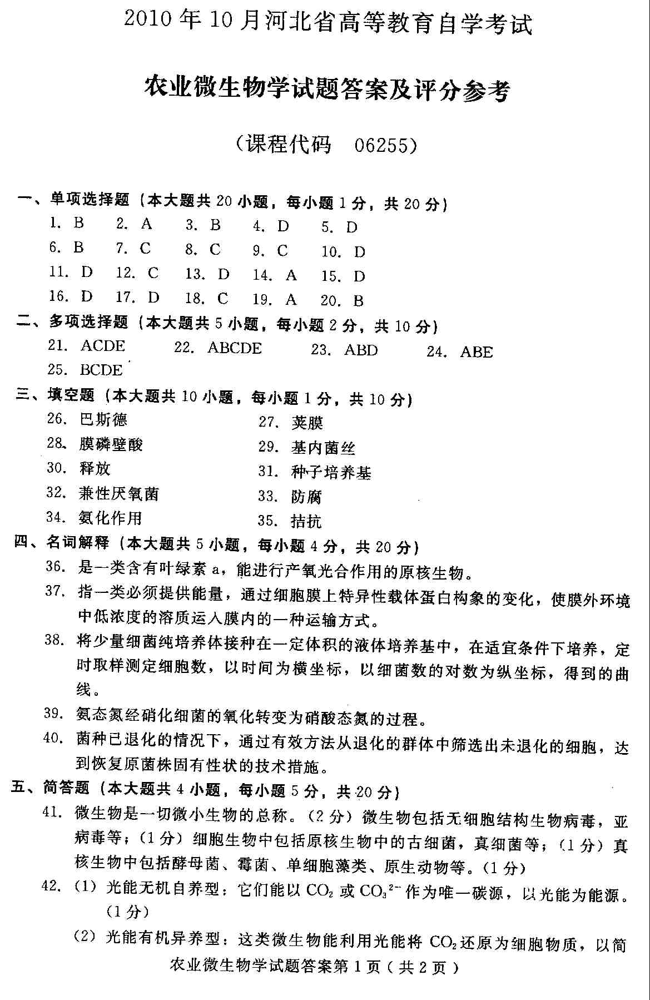 2010 年 10 月河北省高等教育自学考试
农业微生物学试题答案及评分参考
（课程代码 06255）
一、单项选择题（本大题共 20 小题，每小题 1 分，共 20 分）
1. B 2. A 3. B 4. D 5. D
6. B 7. C 8. C 9. C 10. D
11. D 12. C 13. D 14. A 15. D
16. D 17. D 18. C 19. A 20. B
二、多项选择题（本大题共 5 小题，每小题 2 分，共 10 分）
21. ACDE 22. ABCDE 23. ABD 24. ABE
25. BCDE
三、填空题（本大题共 10 小题，每小题 1 分，共 10 分）
26. 巴斯德 27. 荚膜
28、膜磷壁酸 29. 基内菌丝
30. 释放 31. 种子培养基
32. 兼性厌氧菌 33. 防腐
34. 氨化作用 35. 拮抗
四、名词解释（本大题共 5 小题，每小题 4 分，共 20 分）
36. 是一类含有叶绿素 a，能进行产氧光合作用的原核生物。
37. 指一类必须提供能量，通过细胞膜上特异性载体蛋白构象的变化，使膜外环境
中低浓度的溶质运入膜内的一种运输方式。
38. 将少量细菌纯培养体接种在一定体积的液体培养基中，在适宜条件下培养，定
时取样测定细胞数，以时间为横坐标，以细菌数的对数为纵坐标，得到的曲
线。
39. 氨态氮经硝化细菌的氧化转变为硝酸态氮的过程。
40. 菌种已退化的情况下，通过有效方法从退化的群体中筛选出未退化的细胞，达
到恢复原菌株固有性状的技术措施。
五、简答题（本大题共 4 小题，每小题 5 分，共 20 分）
41. 微生物是一切微小生物的总称。（2 分）微生物包括无细胞结构生物病毒，亚
病毒等；（1 分）细胞生物中包括原核生物中的古细菌，真细菌等；（1 分）真
核生物中包括酵母菌、霉菌、单细胞藻类、原生动物等。（1 分）
42.（1）光能无机自养型：它们能以 CO₂ 或 CO₃²⁻ 作为唯一碳源，以光能为能源。
（1 分）
（2）光能有机异养型：这类微生物能利用光能将 CO₂ 还原为细胞物质，以简
农业微生物学试题答案第 1 页（共 2 页）